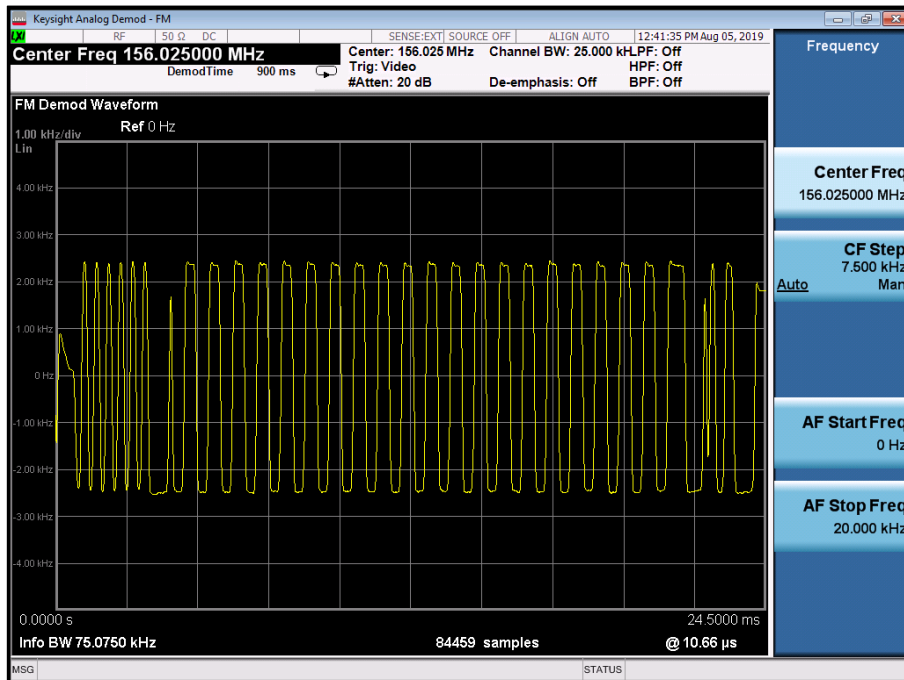 Keysight Analog Demod - FM
LXI RF 50 Ω DC SENSE:EXT SOURCE OFF ALIGN AUTO 12:41:35 PM Aug 05, 2019
Center Freq 156.025000 MHz
DemodTime 900 ms
Center: 156.025 MHz Channel BW: 25.000 kHLPF: Off
Trig: Video HPF: Off
#Atten: 20 dB De-emphasis: Off BPF: Off
FM Demod Waveform
1.00 kHz/div Ref 0 Hz
Lin
4.00 kHz
3.00 kHz
2.00 kHz
1.00 kHz
0 Hz
-1.00 kHz
-2.00 kHz
-3.00 kHz
-4.00 kHz
0.0000 s 24.5000 ms
Info BW 75.0750 kHz 84459 samples @ 10.66 µs
MSG STATUS
Frequency
Center Freq
156.025000 MHz
CF Step
7.500 kHz
Auto Man
AF Start Freq
0 Hz
AF Stop Freq
20.000 kHz